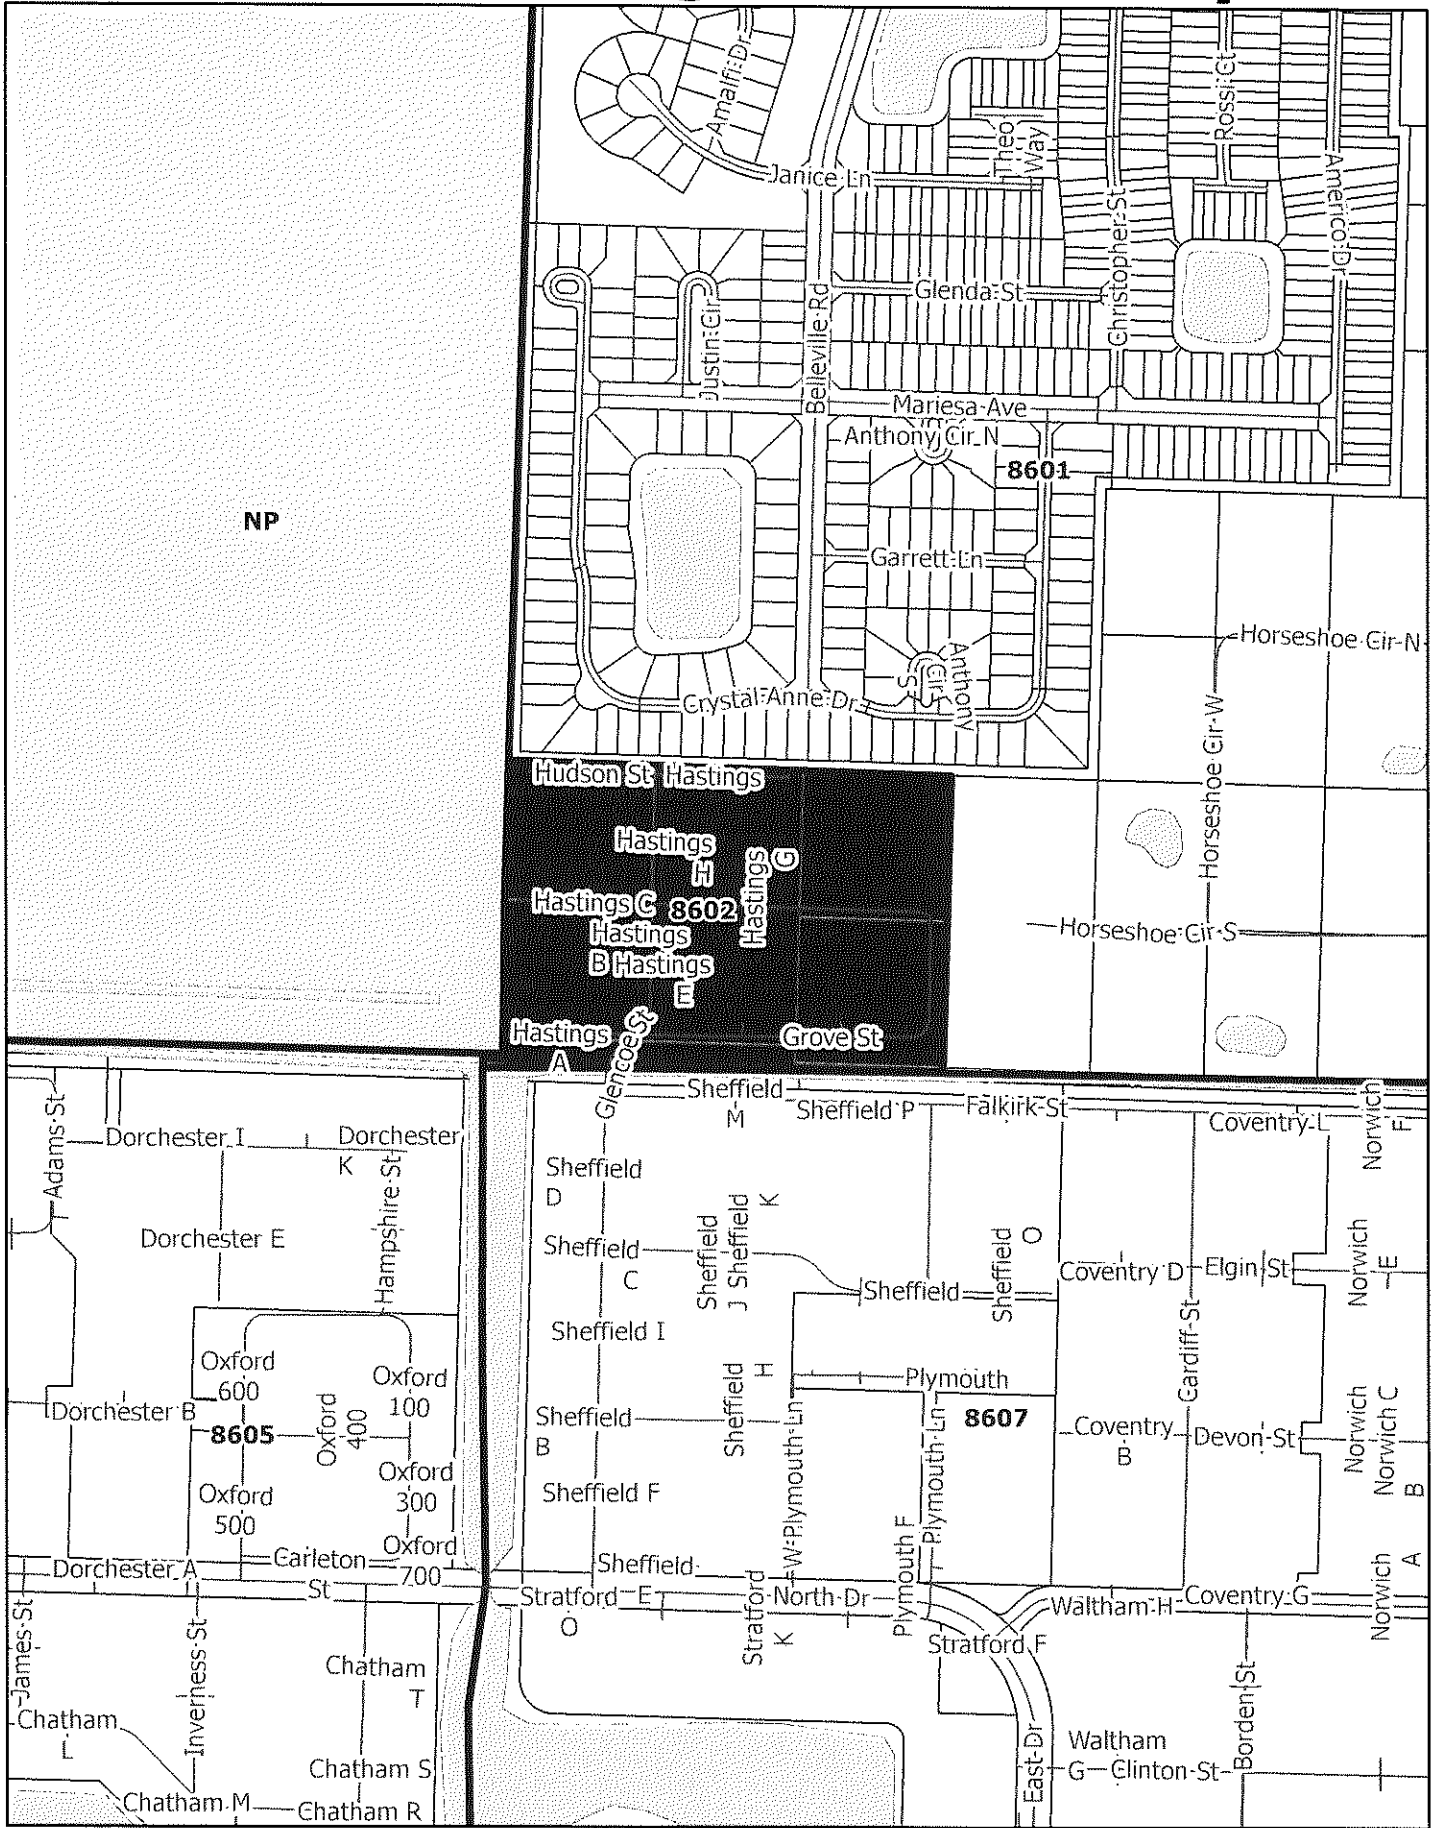 Amalfi Dr
Theo
Way
Rossi Ct
Janice Ln
Americo Dr
Christopher St
Glenda St
Belleville Rd
Justin Cir
Mariesa Ave
Anthony Cir N
8601
NP
Garrett Ln
Horseshoe Cir N
Anthony
Cir
S
Crystal Anne Dr
Horseshoe Cir W
Hudson St
Hastings
Hastings
H
Hastings
G
Hastings C
8602
Hastings
B
Hastings
E
Horseshoe Cir S
Hastings
A
Glencoe St
Grove St
Sheffield
M
Sheffield P
Falkirk St
Coventry L
Norwich
F
Adams St
Dorchester I
Dorchester
K
Hampshire St
Sheffield
D
Dorchester E
Sheffield
C
Sheffield
J
Sheffield
K
Sheffield
O
Coventry D
Elgin St
Norwich
E
Sheffield
Sheffield I
Cardiff St
Oxford
600
Oxford
100
Sheffield
H
Plymouth
Dorchester B
8605
Oxford
400
Sheffield
B
8607
Coventry
B
Devon St
Norwich
Norwich C
B
Oxford
300
Oxford
500
Sheffield F
W Plymouth Ln
Plymouth Ln
Plymouth F
Dorchester A
Carleton
St
Oxford
700
Sheffield
Stratford
O
E
Stratford
K
North Dr
Waltham H
Coventry G
Norwich
A
James St
Inverness St
Stratford F
Chatham
T
Borden St
Chatham
L
Waltham
G
Clinton St
East Dr
Chatham S
Chatham M
Chatham R